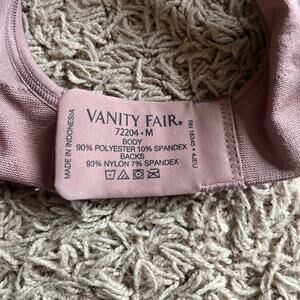 VANITY FAIR®
72204 • M
BODY
90% POLYESTER 10% SPANDEX
BACKS
93% NYLON 7% SPANDEX
MADE IN INDONESIA